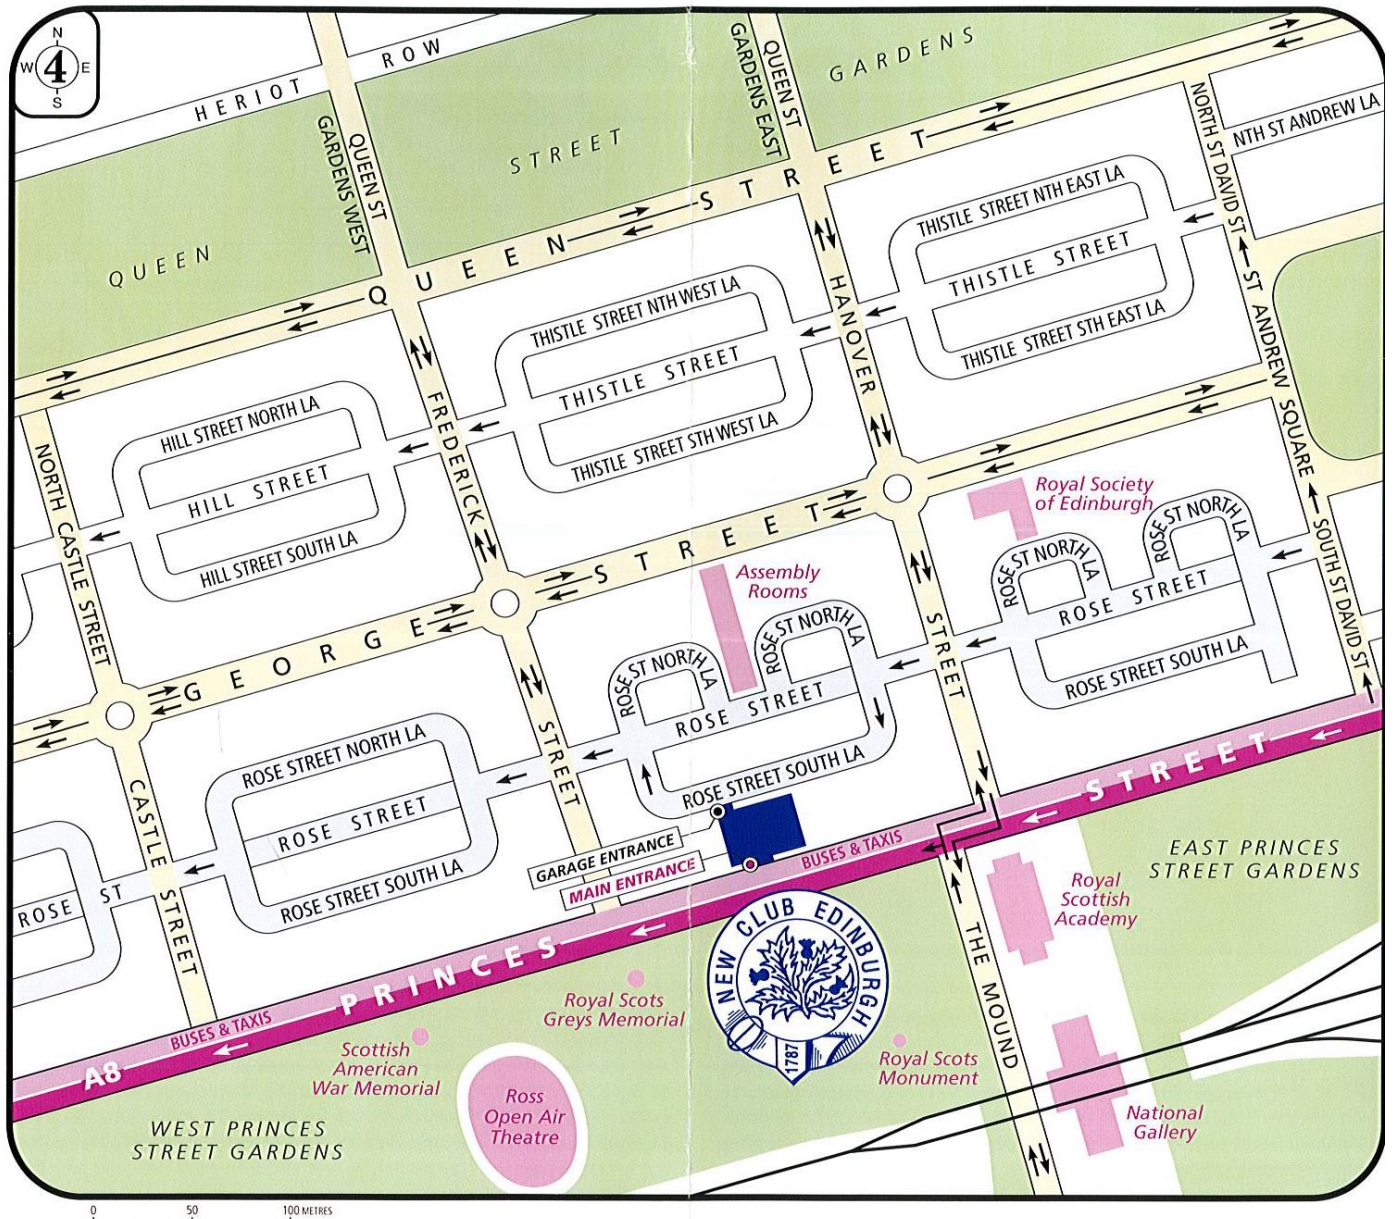 N
W 4 E
S
HERIOT ROW
QUEEN ST
GARDENS WEST
QUEEN STREET GARDENS
QUEEN ST
GARDENS EAST
QUEEN STREET
NORTH ST DAVID ST
NTH ST ANDREW LA
THISTLE STREET NTH EAST LA
THISTLE STREET
THISTLE STREET STH EAST LA
ST ANDREW SQUARE
THISTLE STREET NTH WEST LA
THISTLE STREET
THISTLE STREET STH WEST LA
HANOVER STREET
HILL STREET NORTH LA
HILL STREET
HILL STREET SOUTH LA
FREDERICK STREET
NORTH CASTLE STREET
GEORGE STREET
Royal Society
of Edinburgh
ROSE ST NORTH LA
ROSE ST NORTH LA
ROSE STREET
ROSE STREET SOUTH LA
SOUTH ST DAVID ST
Assembly
Rooms
ROSE ST NORTH LA
ROSE ST NORTH LA
ROSE STREET
ROSE STREET SOUTH LA
ROSE STREET NORTH LA
ROSE STREET
ROSE STREET SOUTH LA
CASTLE STREET
ROSE ST
GARAGE ENTRANCE
MAIN ENTRANCE
BUSES & TAXIS
PRINCES STREET
BUSES & TAXIS
A8
EAST PRINCES
STREET GARDENS
Royal
Scottish
Academy
NEW CLUB EDINBURGH
1787
THE MOUND
Royal Scots
Greys Memorial
Scottish
American
War Memorial
Ross
Open Air
Theatre
Royal Scots
Monument
National
Gallery
WEST PRINCES
STREET GARDENS
0 50 100 METRES